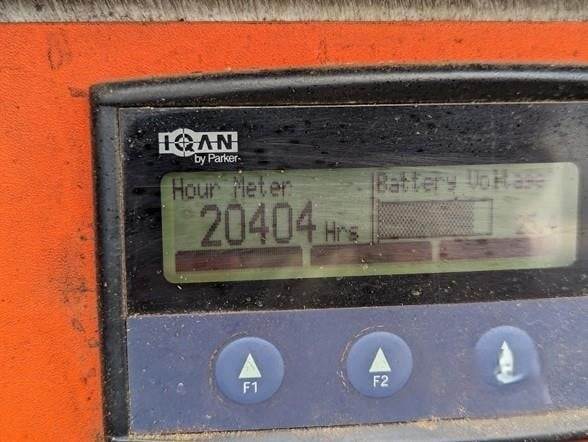 IQAN
by Parker
Hour Meter
Battery Voltage
20404 Hrs
F1
F2